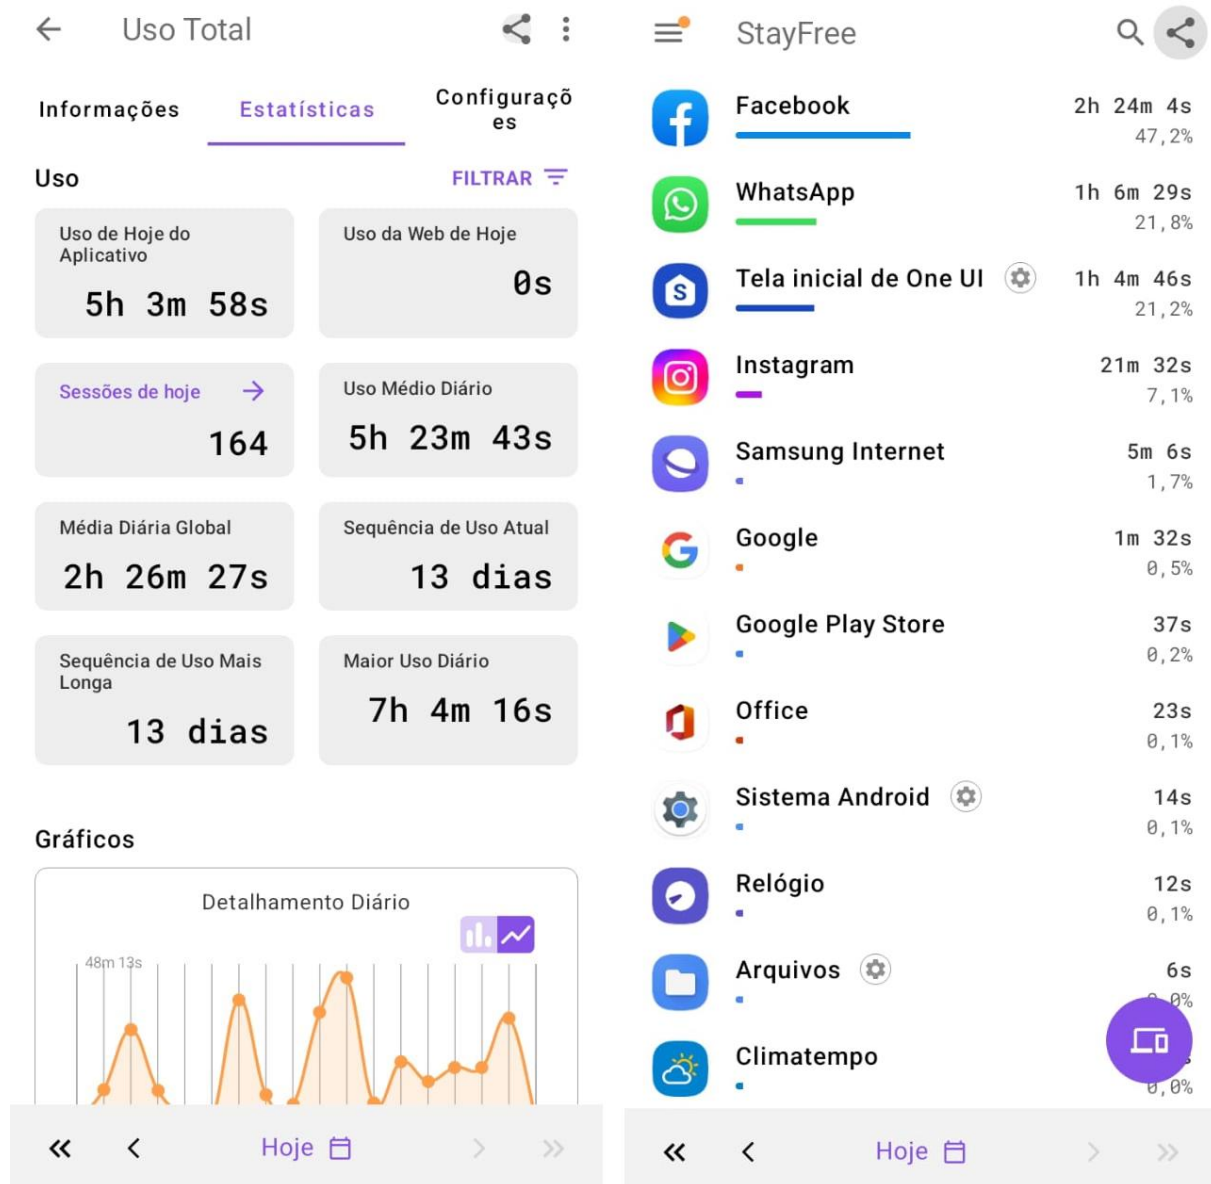 Uso Total
Informações
Estatísticas
Configuraçõ
es
Uso
FILTRAR
Uso de Hoje do
Aplicativo
5h 3m 58s
Uso da Web de Hoje
0s
Sessões de hoje
164
Uso Médio Diário
5h 23m 43s
Média Diária Global
2h 26m 27s
Sequência de Uso Atual
13 dias
Sequência de Uso Mais
Longa
13 dias
Maior Uso Diário
7h 4m 16s
Gráficos
Detalhamento Diário
48m 13s
Hoje
StayFree
Facebook
2h 24m 4s
47,2%
WhatsApp
1h 6m 29s
21,8%
Tela inicial de One UI
1h 4m 46s
21,2%
Instagram
21m 32s
7,1%
Samsung Internet
5m 6s
1,7%
Google
1m 32s
0,5%
Google Play Store
37s
0,2%
Office
23s
0,1%
Sistema Android
14s
0,1%
Relógio
12s
0,1%
Arquivos
6s
0,0%
Climatempo
0,0%
Hoje